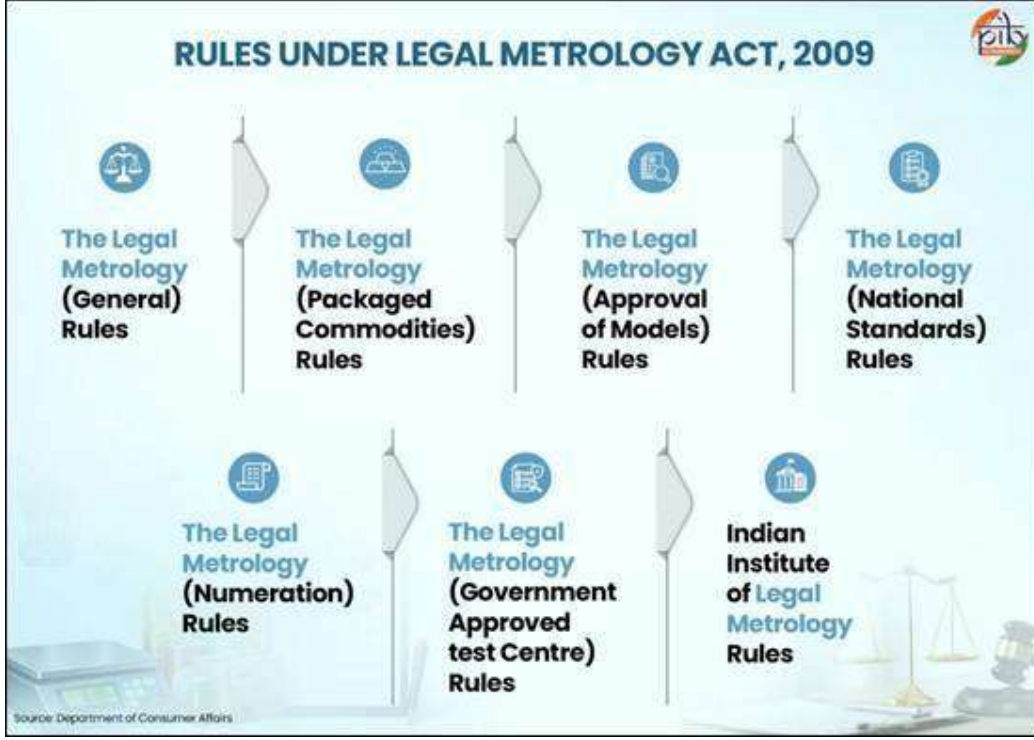 RULES UNDER LEGAL METROLOGY ACT, 2009
pib
The Legal
Metrology
(General)
Rules
The Legal
Metrology
(Packaged
Commodities)
Rules
The Legal
Metrology
(Approval
of Models)
Rules
The Legal
Metrology
(National
Standards)
Rules
The Legal
Metrology
(Numeration)
Rules
The Legal
Metrology
(Government
Approved
test Centre)
Rules
Indian
Institute
of Legal
Metrology
Rules
Source: Department of Consumer Affairs